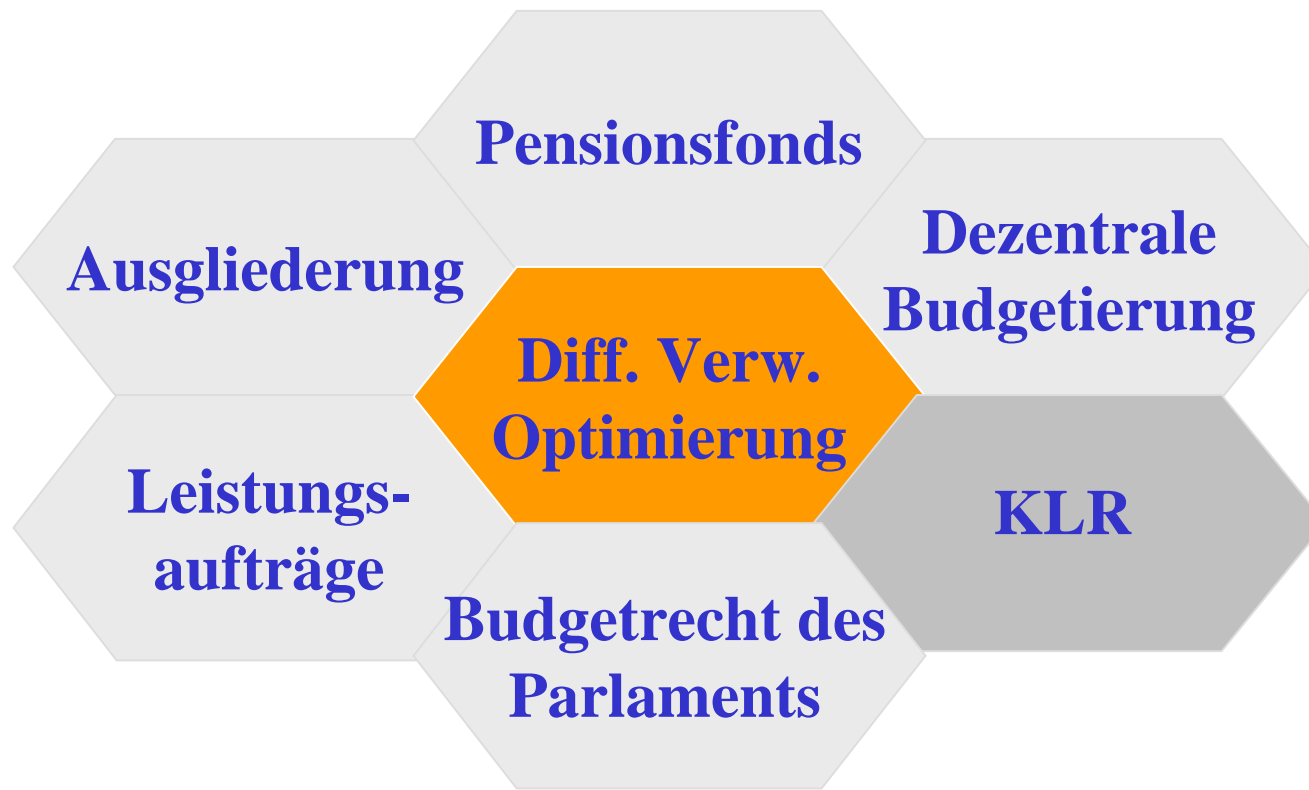 Pensionsfonds
Ausgliederung
Dezentrale
Budgetierung
Diff. Verw.
Optimierung
Leistungs-
aufträge
KLR
Budgetrecht des
Parlaments